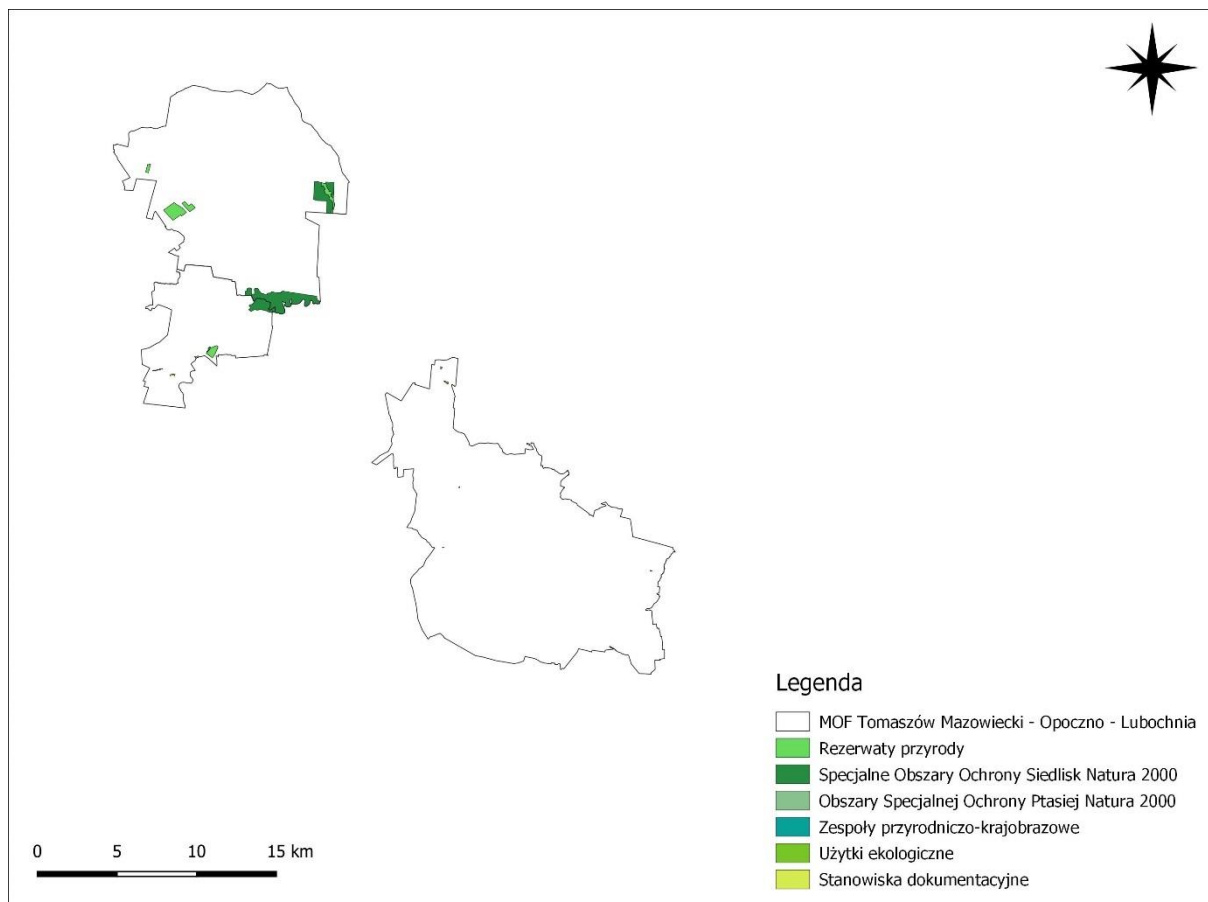 Legenda
MOF Tomaszów Mazowiecki - Opoczno - Lubochnia
Rezerwaty przyrody
Specjalne Obszary Ochrony Siedlisk Natura 2000
Obszary Specjalnej Ochrony Ptasiej Natura 2000
Zespoły przyrodniczo-krajobrazowe
Użytki ekologiczne
Stanowiska dokumentacyjne
0 5 10 15 km